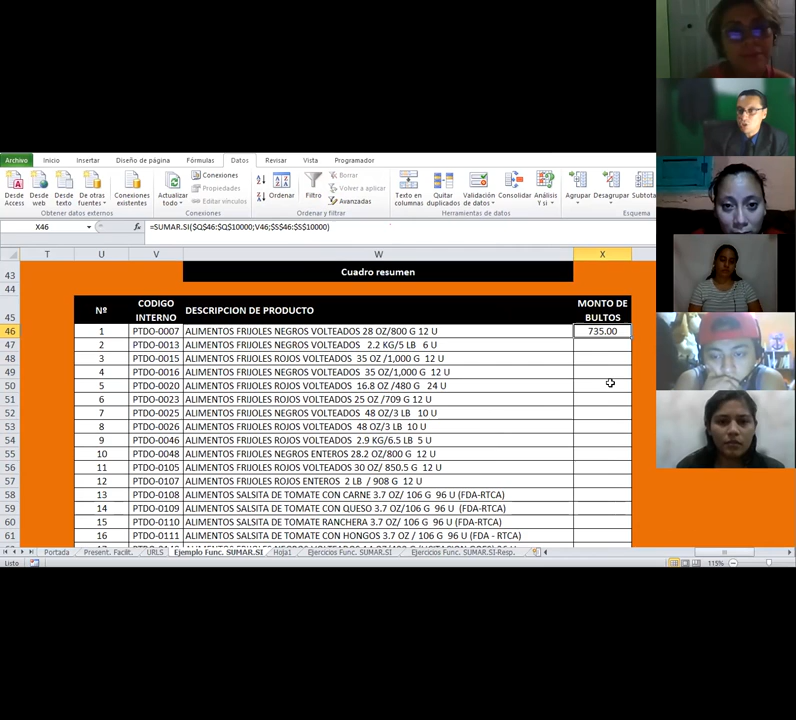 Archivo Inicio Insertar Diseño de página Fórmulas Datos Revisar Vista Programador
Desde Access
Desde web
Desde texto
De otras fuentes
Conexiones existentes
Actualizar todo
Conexiones
Propiedades
Editar vínculos
Ordenar
Filtro
Borrar
Volver a aplicar
Avanzadas
Texto en columnas
Quitar duplicados
Validación de datos
Consolidar
Análisis Y si
Agrupar
Desagrupar
Subtota
Obtener datos externos Conexiones Ordenar y filtrar Herramientas de datos Esquema
X46 fx =SUMAR.SI($Q$46:$Q$10000;V46;$S$46:$S$10000)
T U V W X
43 Cuadro resumen
44
45 Nº CODIGO INTERNO DESCRIPCION DE PRODUCTO MONTO DE BULTOS
46 1 PTDO-0007 ALIMENTOS FRIJOLES NEGROS VOLTEADOS 28 OZ/800 G 12 U 735.00
47 2 PTDO-0013 ALIMENTOS FRIJOLES NEGROS VOLTEADOS 2.2 KG/5 LB 6 U
48 3 PTDO-0015 ALIMENTOS FRIJOLES ROJOS VOLTEADOS 35 OZ /1,000 G 12 U
49 4 PTDO-0016 ALIMENTOS FRIJOLES NEGROS VOLTEADOS 35 OZ/1,000 G 12 U
50 5 PTDO-0020 ALIMENTOS FRIJOLES ROJOS VOLTEADOS 16.8 OZ /480 G 24 U
51 6 PTDO-0023 ALIMENTOS FRIJOLES ROJOS VOLTEADOS 25 OZ /709 G 12 U
52 7 PTDO-0025 ALIMENTOS FRIJOLES NEGROS VOLTEADOS 48 OZ/3 LB 10 U
53 8 PTDO-0026 ALIMENTOS FRIJOLES ROJOS VOLTEADOS 48 OZ/3 LB 10 U
54 9 PTDO-0046 ALIMENTOS FRIJOLES ROJOS VOLTEADOS 2.9 KG/6.5 LB 5 U
55 10 PTDO-0048 ALIMENTOS FRIJOLES NEGROS ENTEROS 28.2 OZ/800 G 12 U
56 11 PTDO-0105 ALIMENTOS FRIJOLES ROJOS VOLTEADOS 30 OZ/ 850.5 G 12 U
57 12 PTDO-0107 ALIMENTOS FRIJOLES ROJOS ENTEROS 2 LB / 908 G 12 U
58 13 PTDO-0108 ALIMENTOS SALSITA DE TOMATE CON CARNE 3.7 OZ/ 106 G 96 U (FDA-RTCA)
59 14 PTDO-0109 ALIMENTOS SALSITA DE TOMATE CON QUESO 3.7 OZ/ 106 G 96 U (FDA-RTCA)
60 15 PTDO-0110 ALIMENTOS SALSITA DE TOMATE RANCHERA 3.7 OZ/ 106 G 96 U (FDA-RTCA)
61 16 PTDO-0111 ALIMENTOS SALSITA DE TOMATE CON HONGOS 3.7 OZ / 106 G 96 U (FDA - RTCA)
Portada Present. Facilit. URLS Ejemplo Func. SUMAR.SI Hoja1 Ejercicios Func. SUMAR.SI Ejercicios Func. SUMAR.SI-Resp.
Listo 115%